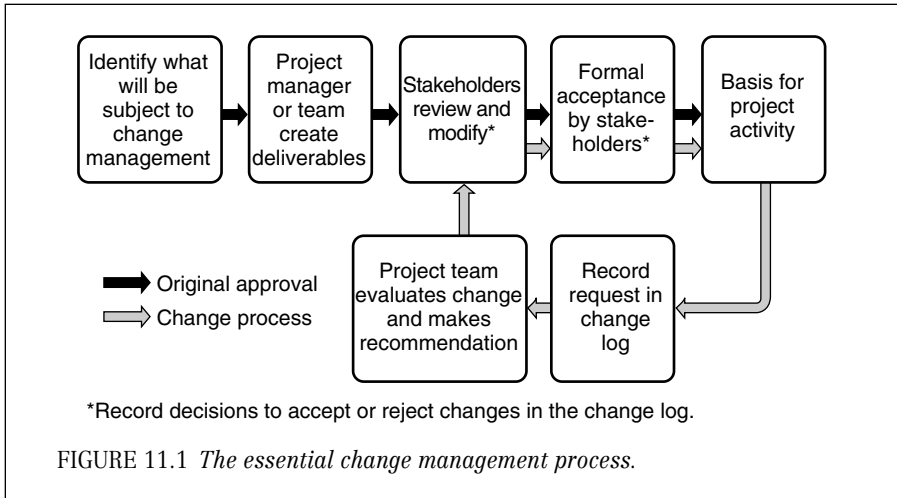 Identify what
will be
subject to
change
management
Project
manager
or team
create
deliverables
Stakeholders
review and
modify*
Formal
acceptance
by stake-
holders*
Basis for
project
activity
Project team
evaluates change
and makes
recommendation
Record
request in
change
log
Original approval
Change process
*Record decisions to accept or reject changes in the change log.
FIGURE 11.1 The essential change management process.